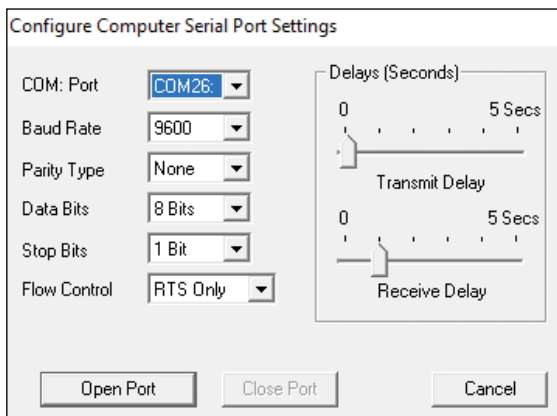 Configure Computer Serial Port Settings
COM: Port COM26:
Baud Rate 9600
Parity Type None
Data Bits 8 Bits
Stop Bits 1 Bit
Flow Control RTS Only
Delays (Seconds)
0 5 Secs
Transmit Delay
0 5 Secs
Receive Delay
Open Port Close Port Cancel